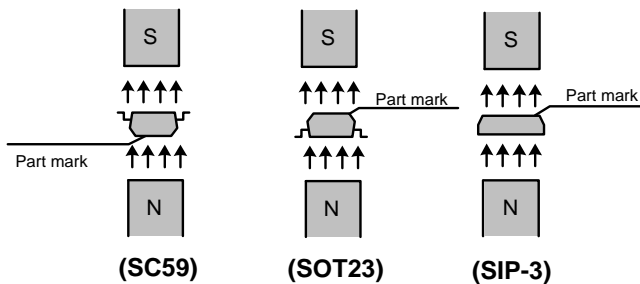 S S S
Part mark
Part mark
Part mark
N N N
(SC59) (SOT23) (SIP-3)